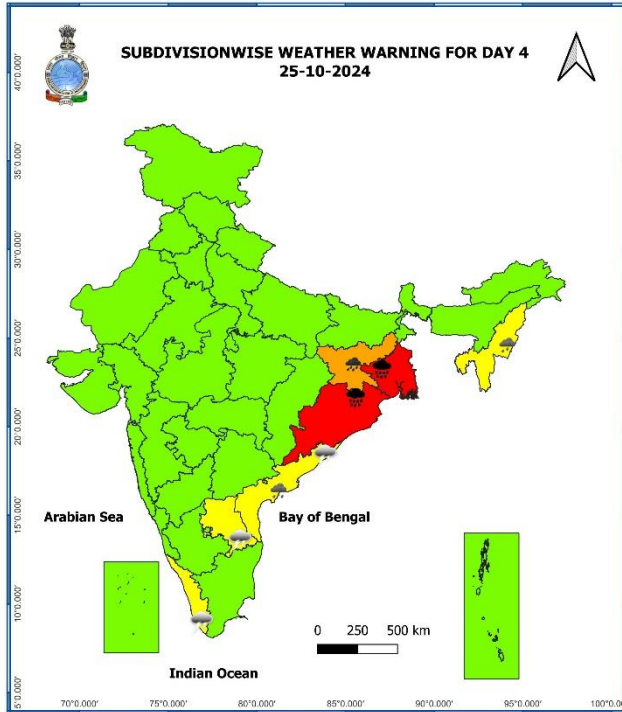 SUBDIVISIONWISE WEATHER WARNING FOR DAY 4
25-10-2024
40°0.000'
35°0.000'
30°0.000'
25°0.000'
20°0.000'
15°0.000'
10°0.000'
5°0.000'
Arabian Sea
Bay of Bengal
0 250 500 km
Indian Ocean
70°0.000' 75°0.000' 80°0.000' 85°0.000' 90°0.000' 95°0.000' 100°0.000'